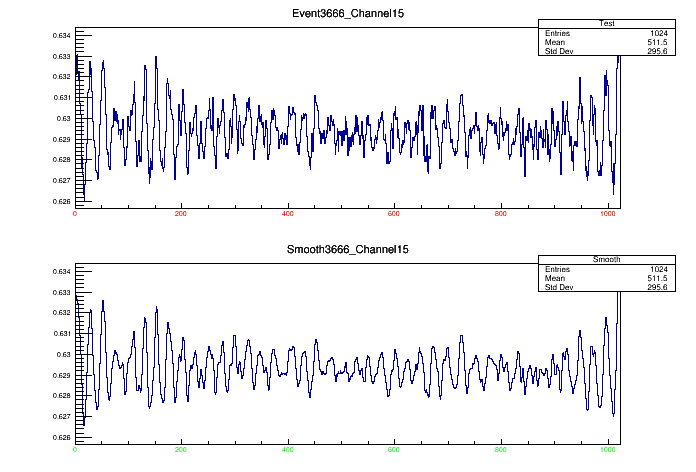 Event3666_Channel15
Test
Entries 1024
Mean 511.5
Std Dev 295.6
0.634
0.633
0.632
0.631
0.63
0.629
0.628
0.627
0.626
0 200 400 600 800 1000
Smooth3666_Channel15
Smooth
Entries 1024
Mean 511.5
Std Dev 295.6
0.634
0.633
0.632
0.631
0.63
0.629
0.628
0.627
0.626
0 200 400 600 800 1000